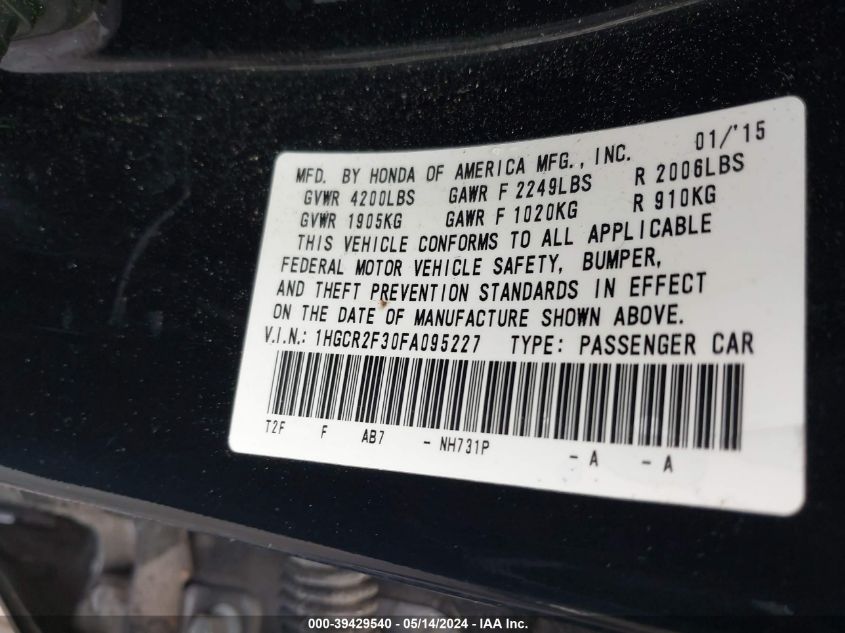 01/'15
MFD. BY HONDA OF AMERICA MFG., INC.
GVWR 4200LBS GAWR F 2249LBS R 2006LBS
GVWR 1905KG GAWR F 1020KG R 910KG
THIS VEHICLE CONFORMS TO ALL APPLICABLE
FEDERAL MOTOR VEHICLE SAFETY, BUMPER,
AND THEFT PREVENTION STANDARDS IN EFFECT
ON THE DATE OF MANUFACTURE SHOWN ABOVE.
V.I.N.: 1HGCR2F30FA095227 TYPE: PASSENGER CAR
T2F F AB7 - NH731P - A - A
000-39429540 - 05/14/2024 - IAA Inc.